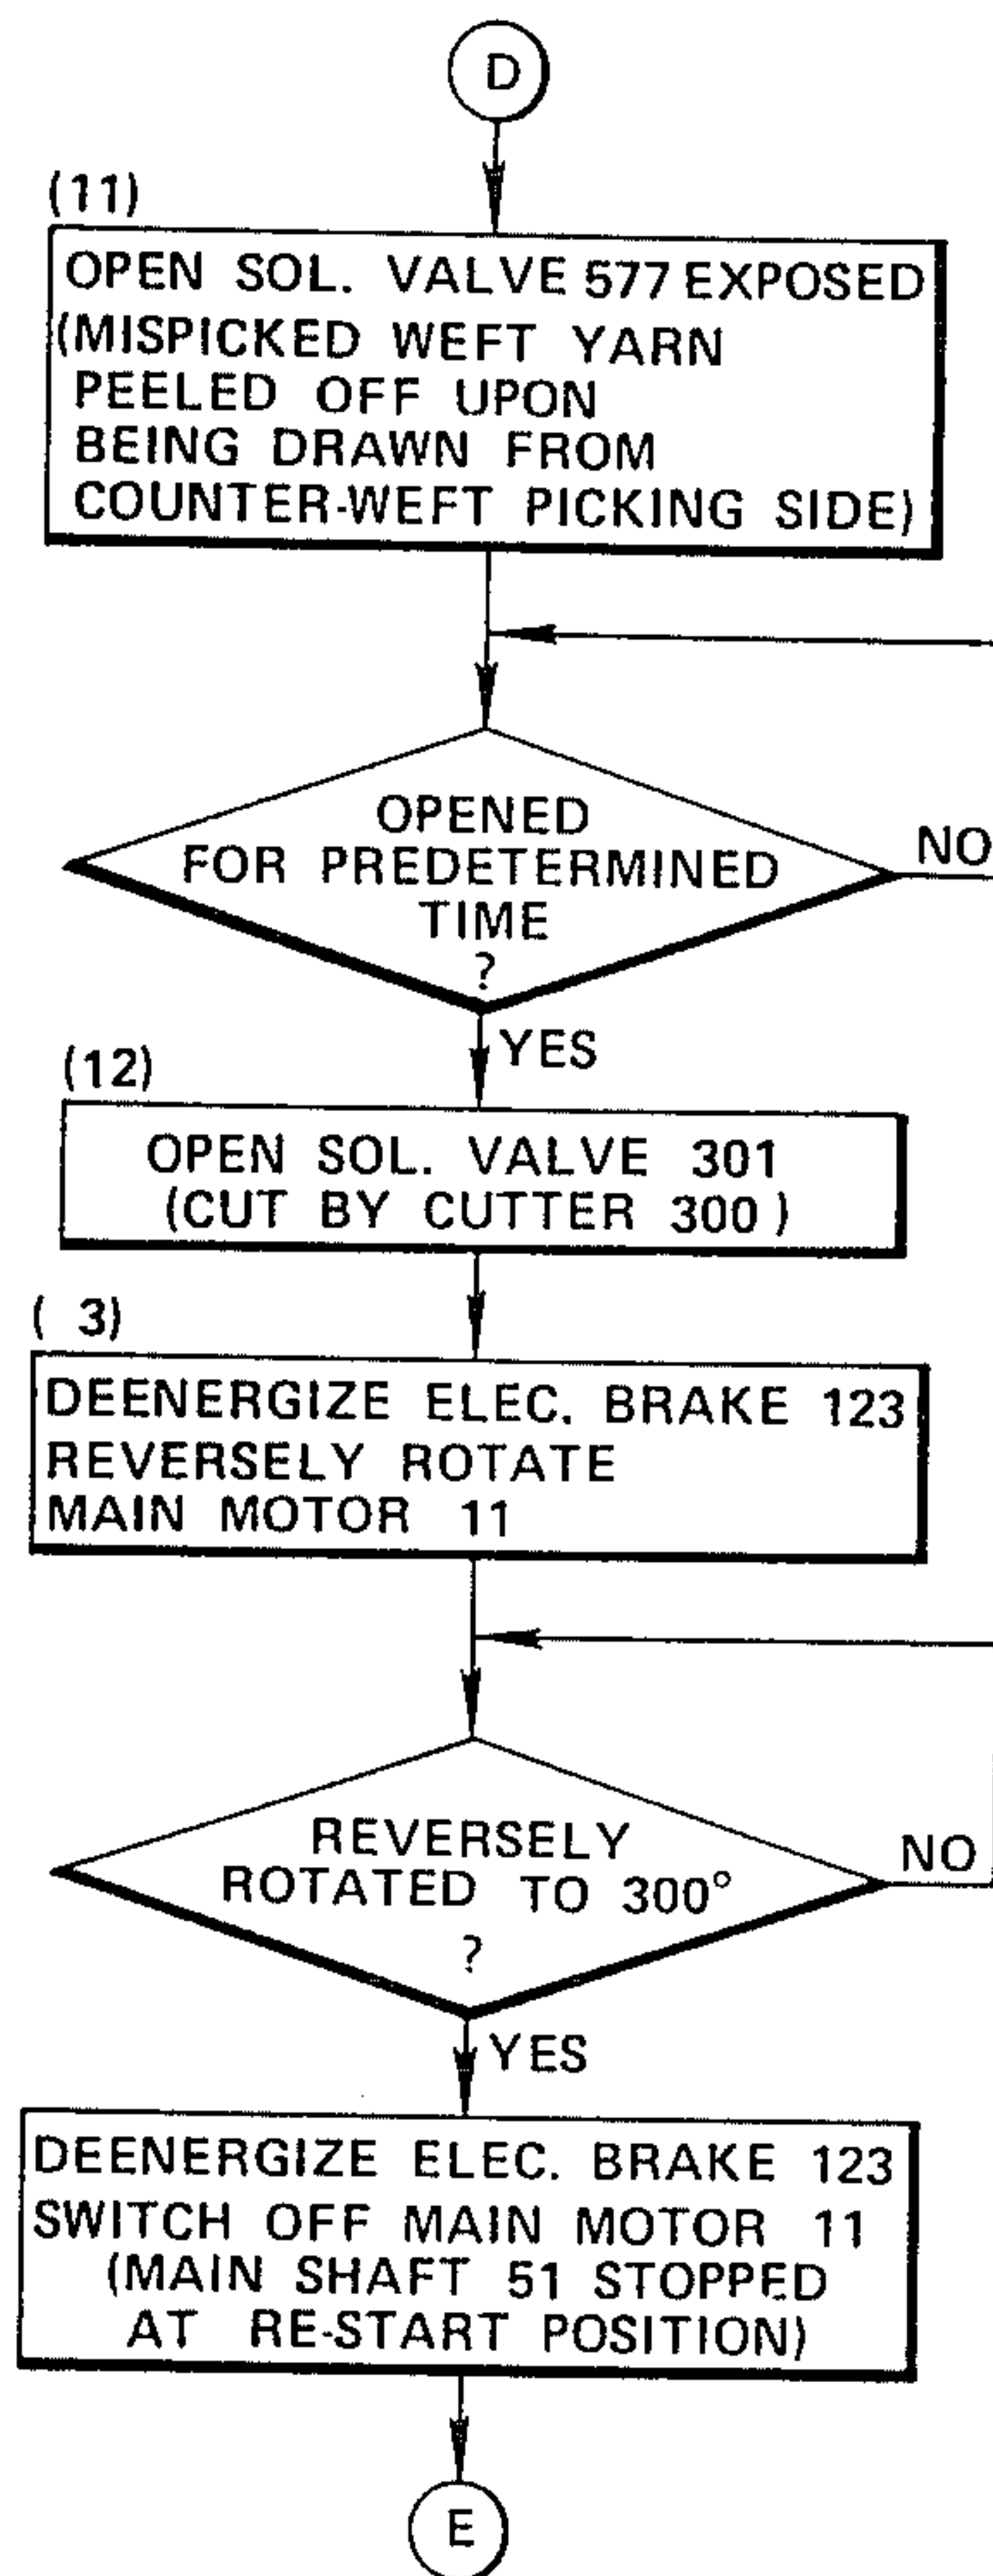 D
(11)
OPEN SOL. VALVE 577 EXPOSED
(MISPICKED WEFT YARN
PEELED OFF UPON
BEING DRAWN FROM
COUNTER-WEFT PICKING SIDE)
OPENED
FOR PREDETERMINED
TIME
?
NO
YES
(12)
OPEN SOL. VALVE 301
(CUT BY CUTTER 300)
( 3)
DEENERGIZE ELEC. BRAKE 123
REVERSELY ROTATE
MAIN MOTOR 11
REVERSELY
ROTATED TO 300°
?
NO
YES
DEENERGIZE ELEC. BRAKE 123
SWITCH OFF MAIN MOTOR 11
(MAIN SHAFT 51 STOPPED
AT RE-START POSITION)
E